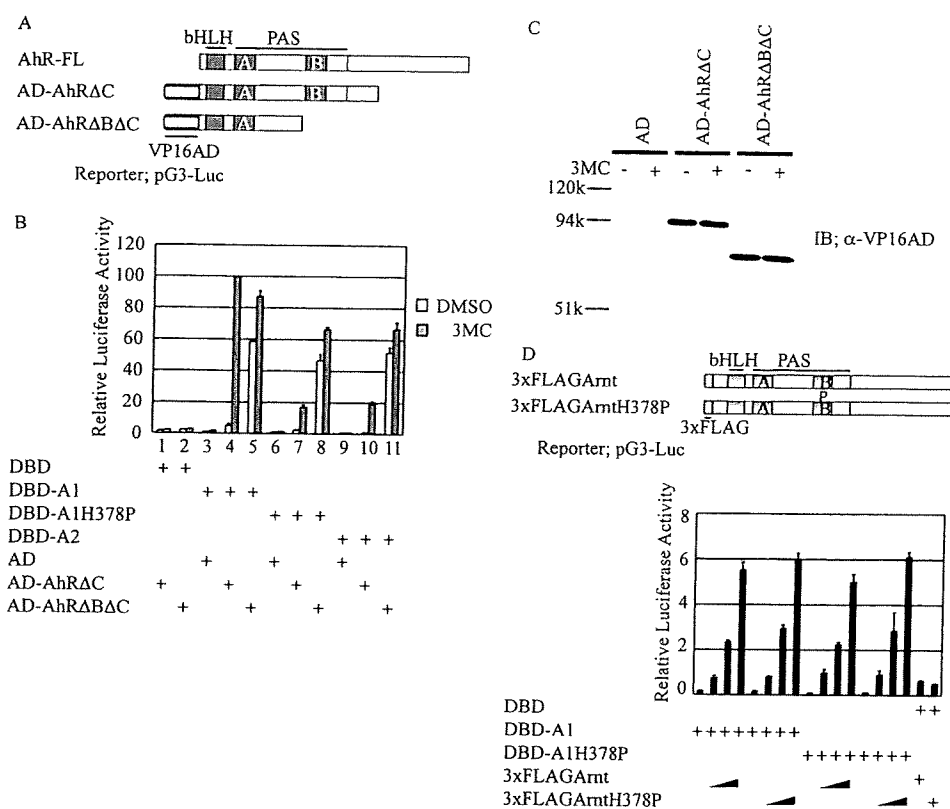 A
bHLH PAS
AhR-FL A B
AD-AhRΔC A B
AD-AhRΔBΔC A
VP16AD
Reporter; pG3-Luc
B
Relative Luciferase Activity
120
100
80
60
40
20
0
DMSO
3MC
1 2 3 4 5 6 7 8 9 10 11
DBD + +
DBD-A1 + + +
DBD-A1H378P + + +
DBD-A2 + + +
AD + + +
AD-AhRΔC + + + +
AD-AhRΔBΔC + + + +
C
AD
AD-AhRΔC
AD-AhRΔBΔC
3MC - + - + - +
120k
94k
51k
IB; α-VP16AD
D
bHLH PAS
3xFLAGArnt A B
P
3xFLAGArntH378P A B
3xFLAG
Reporter; pG3-Luc
Relative Luciferase Activity
8
6
4
2
0
DBD ++
DBD-A1 ++++++++
DBD-A1H378P ++++++++
3xFLAGArnt +
3xFLAGArntH378P +